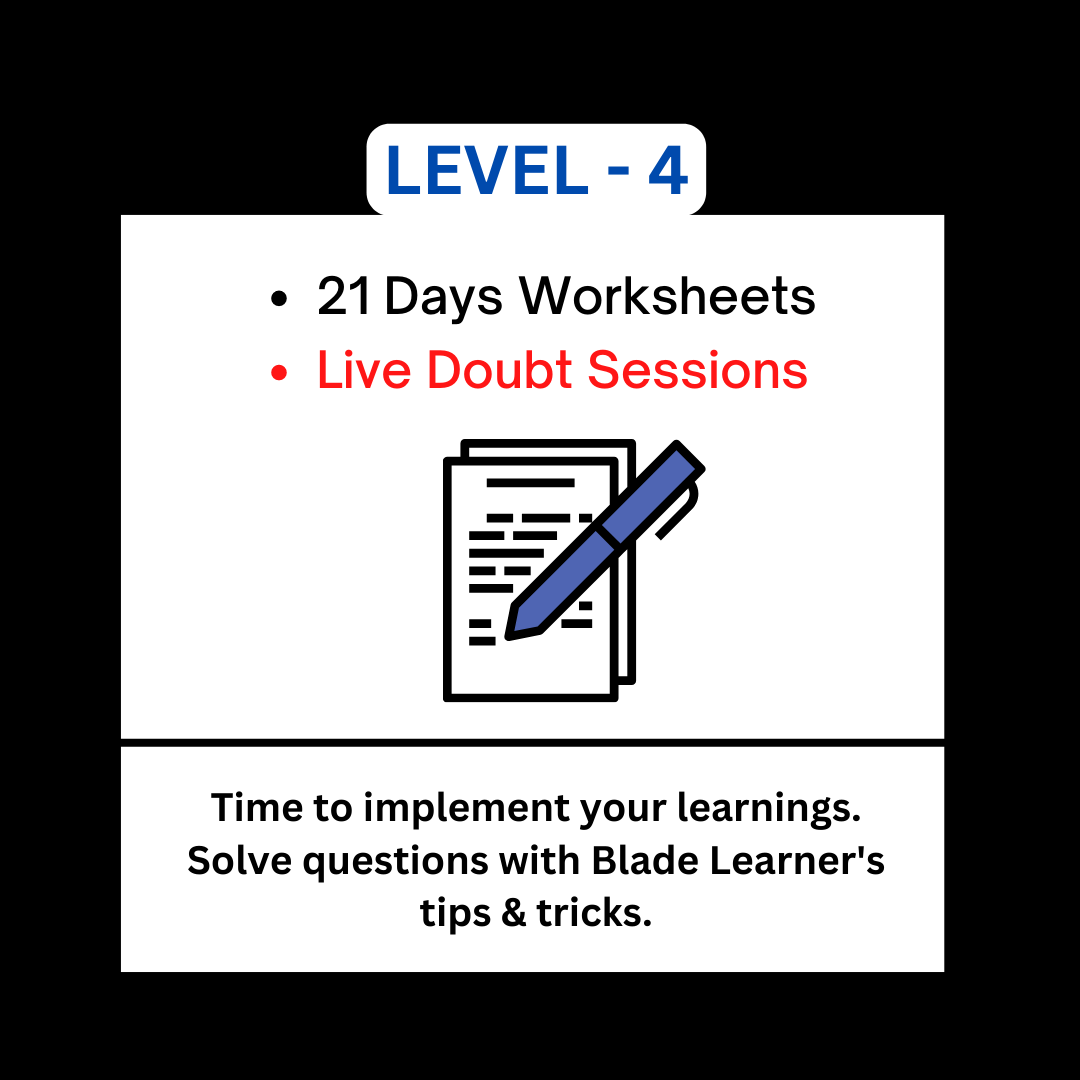 LEVEL - 4
• 21 Days Worksheets
• Live Doubt Sessions
Time to implement your learnings.
Solve questions with Blade Learner's
tips & tricks.